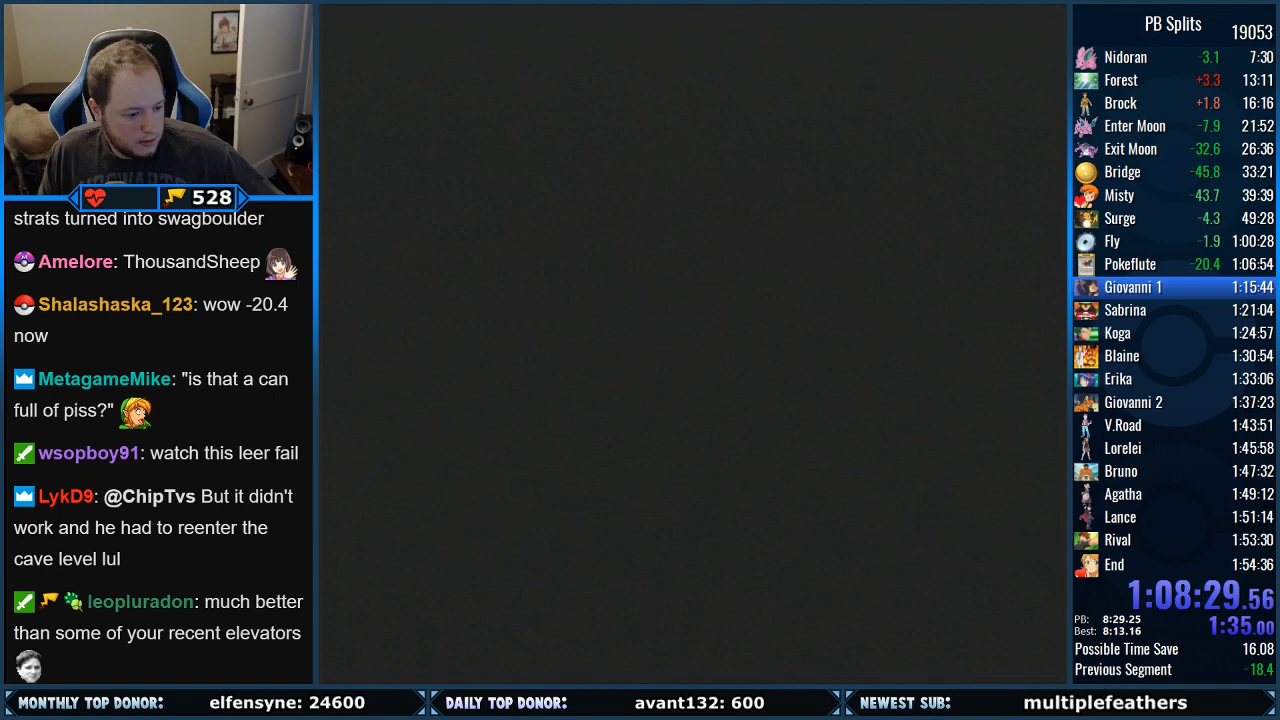 528
strats turned into swagboulder
Amelore: ThousandSheep
Shalashaska_123: wow -20.4
now
MetagameMike: "is that a can
full of piss?"
wsopboy91: watch this leer fail
LykD9: @ChipTvs But it didn't
work and he had to reenter the
cave level lul
leopluradon: much better
than some of your recent elevators
PB Splits 19053
Nidoran -3.1 7:30
Forest +3.3 13:11
Brock +1.8 16:16
Enter Moon -7.9 21:52
Exit Moon -32.6 26:36
Bridge -45.8 33:21
Misty -43.7 39:39
Surge -4.3 49:28
Fly -1.9 1:00:28
Pokeflute -20.4 1:06:54
Giovanni 1 1:15:44
Sabrina 1:21:04
Koga 1:24:57
Blaine 1:30:54
Erika 1:33:06
Giovanni 2 1:37:23
V.Road 1:43:51
Lorelei 1:45:58
Bruno 1:47:32
Agatha 1:49:12
Lance 1:51:14
Rival 1:53:30
End 1:54:36
1:08:29.56
PB: 8:29.25
Best: 8:13.16 1:35.00
Possible Time Save 16.08
Previous Segment -18.4
MONTHLY TOP DONOR: elfensyne: 24600 DAILY TOP DONOR: avant132: 600 NEWEST SUB: multiplefeathers